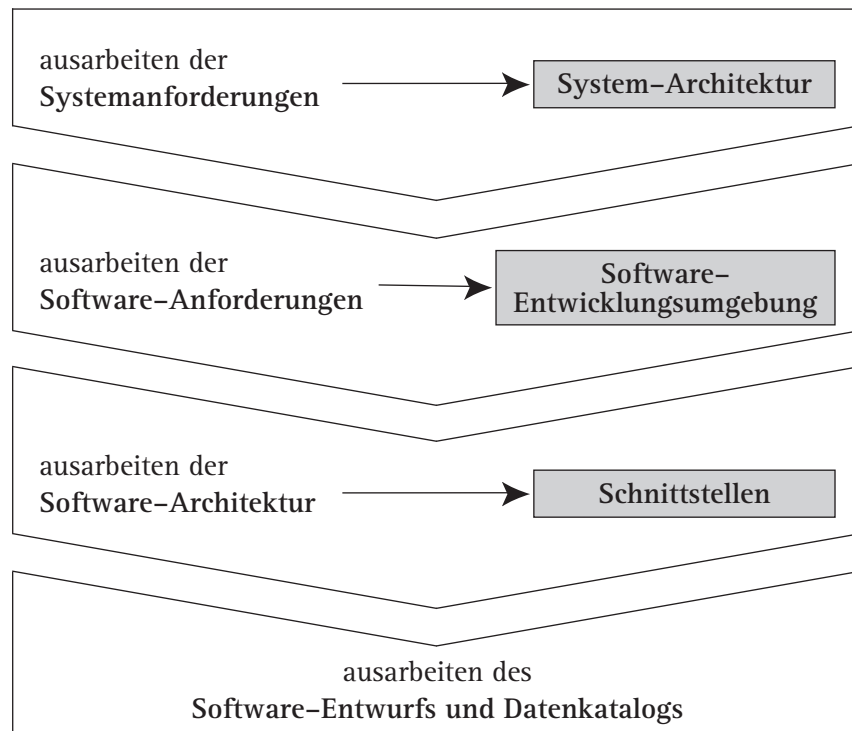 ausarbeiten der
Systemanforderungen
System-Architektur
ausarbeiten der
Software-Anforderungen
Software-
Entwicklungsumgebung
ausarbeiten der
Software-Architektur
Schnittstellen
ausarbeiten des
Software-Entwurfs und Datenkatalogs